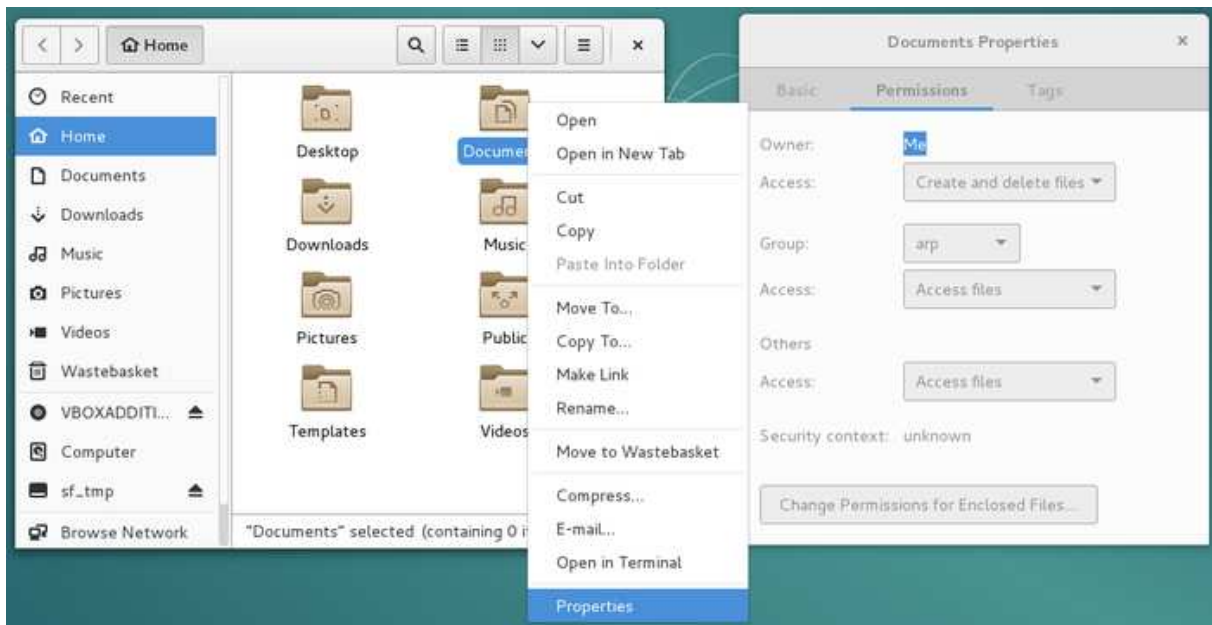 Home
Recent
Home
Documents
Downloads
Music
Pictures
Videos
Wastebasket
VBOXADDITI...
Computer
sf_tmp
Browse Network
Desktop
Documen
Downloads
Music
Pictures
Public
Templates
Videos
"Documents" selected (containing 0 i
Open
Open in New Tab
Cut
Copy
Paste Into Folder
Move To...
Copy To...
Make Link
Rename...
Move to Wastebasket
Compress...
E-mail...
Open in Terminal
Properties
Documents Properties
Basic Permissions Tags
Owner: Me
Access: Create and delete files
Group: arp
Access: Access files
Others
Access: Access files
Security context: unknown
Change Permissions for Enclosed Files...